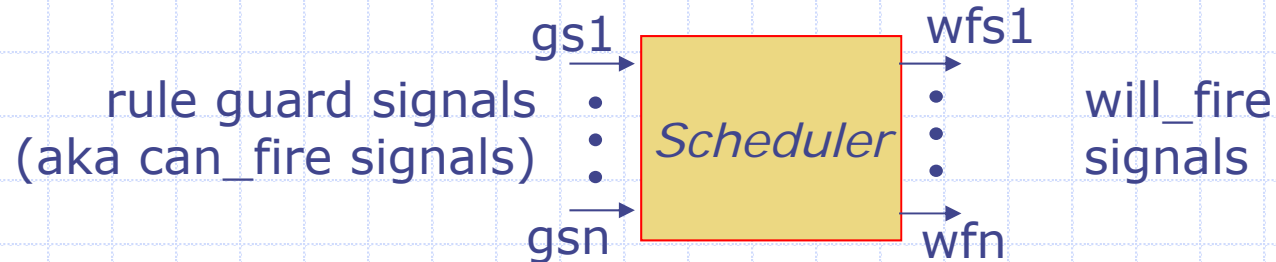 gs1
wfs1
rule guard signals
(aka can_fire signals)
Scheduler
will_fire
signals
gsn
wfn